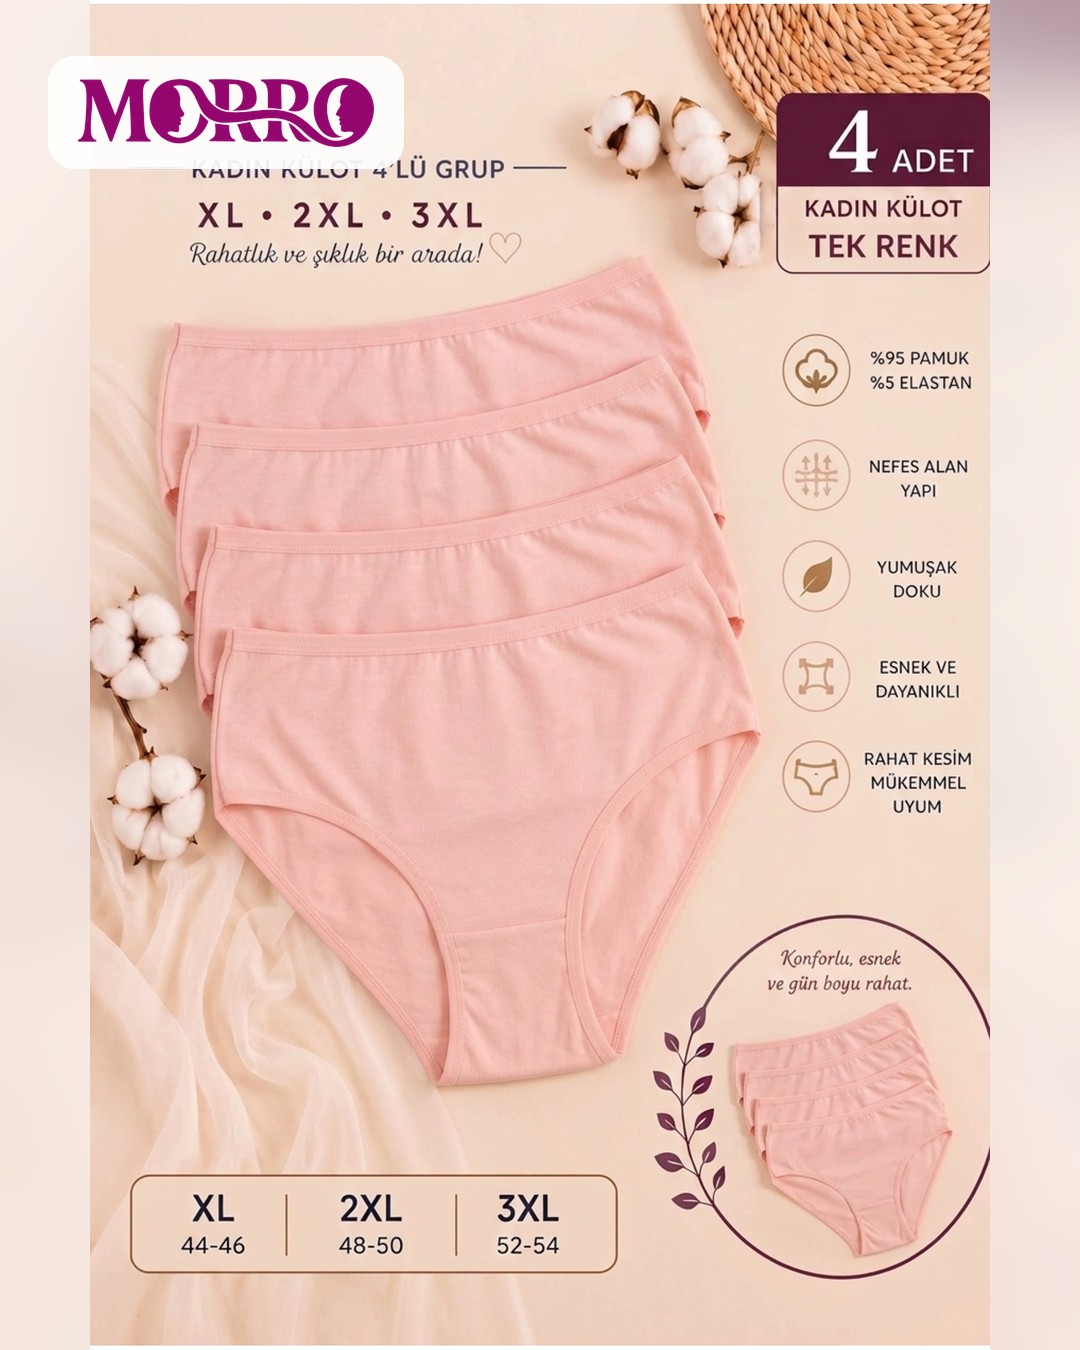 MORRO
KADIN KÜLOT 4'LÜ GRUP
XL • 2XL • 3XL
Rahatlık ve şıklık bir arada!
4 ADET
KADIN KÜLOT
TEK RENK
%95 PAMUK
%5 ELASTAN
NEFES ALAN
YAPI
YUMUŞAK
DOKU
ESNEK VE
DAYANIKLI
RAHAT KESİM
MÜKEMMEL
UYUM
Konforlu, esnek
ve gün boyu rahat.
XL 2XL 3XL
44-46 48-50 52-54